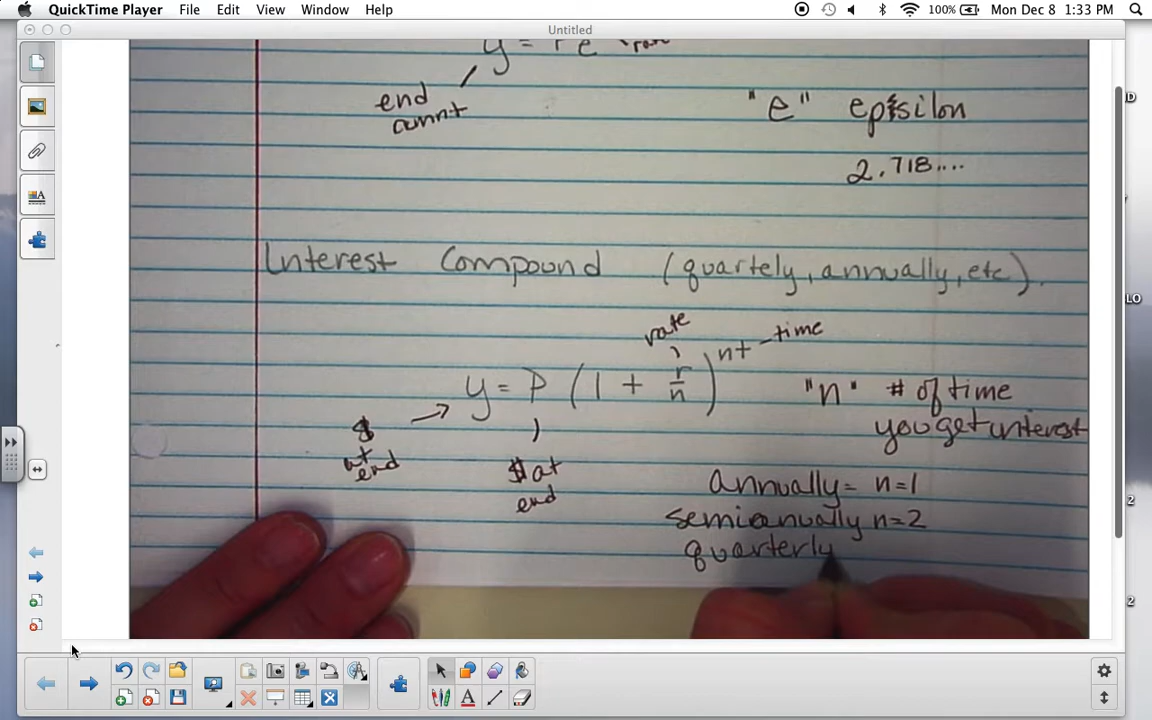 QuickTime Player File Edit View Window Help 100% Mon Dec 8 1:33 PM
Untitled
y = Pe
end
"e" epsilon
2.718....
Interest Compound (quartely, annually, etc).
rate
y = P (1 + r/n)^nt - time
"n" # of time
you get interest
$ at end
$ at end
annually = n=1
semianually n=2
quarterly